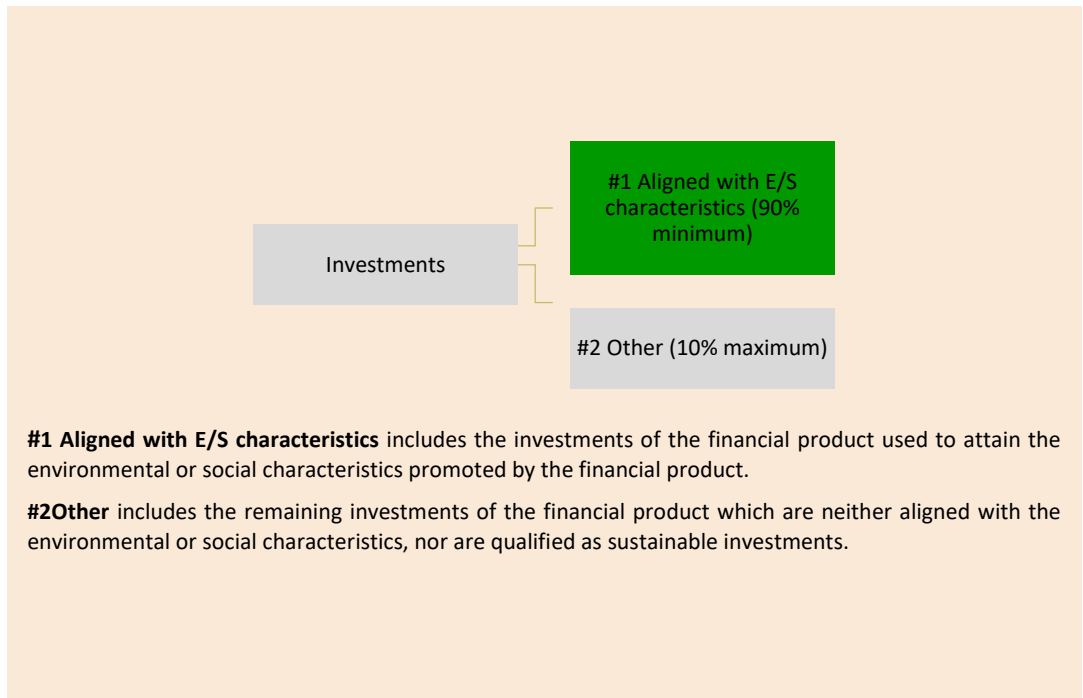 #1 Aligned with E/S
characteristics (90%
minimum)
Investments
#2 Other (10% maximum)
#1 Aligned with E/S characteristics includes the investments of the financial product used to attain the
environmental or social characteristics promoted by the financial product.
#2Other includes the remaining investments of the financial product which are neither aligned with the
environmental or social characteristics, nor are qualified as sustainable investments.